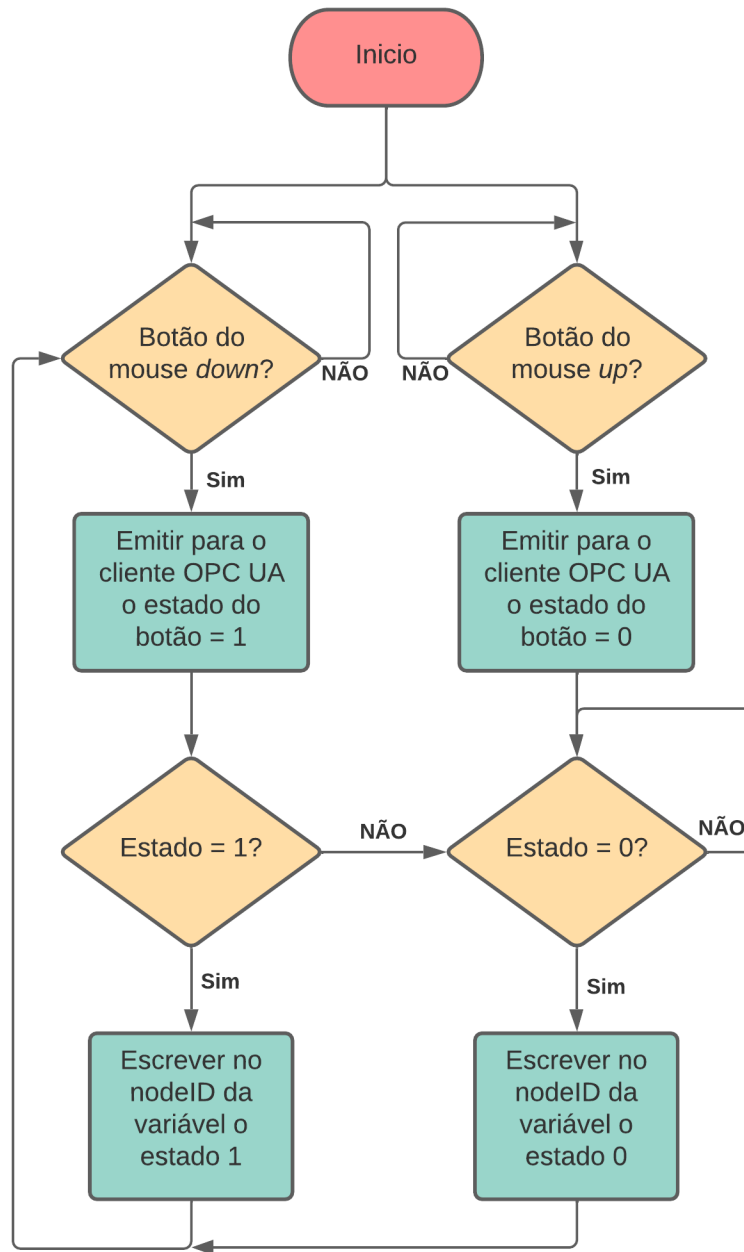 Inicio
Botão do
mouse down?
NÃO
Botão do
mouse up?
NÃO
Sim
Sim
Emitir para o
cliente OPC UA
o estado do
botão = 1
Emitir para o
cliente OPC UA
o estado do
botão = 0
Estado = 1?
NÃO
Estado = 0?
NÃO
Sim
Sim
Escrever no
nodeID da
variável o
estado 1
Escrever no
nodeID da
variável o
estado 0